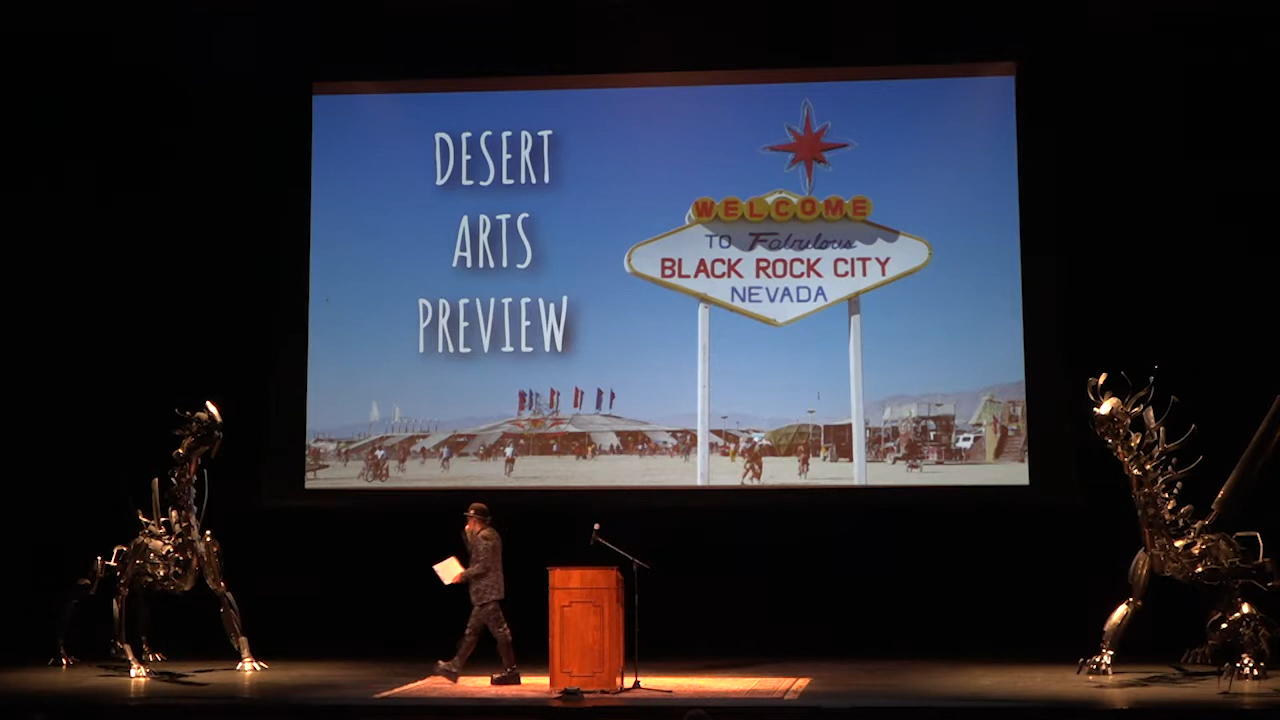 DESERT
ARTS
PREVIEW
WELCOME
TO Fabulous
BLACK ROCK CITY
NEVADA